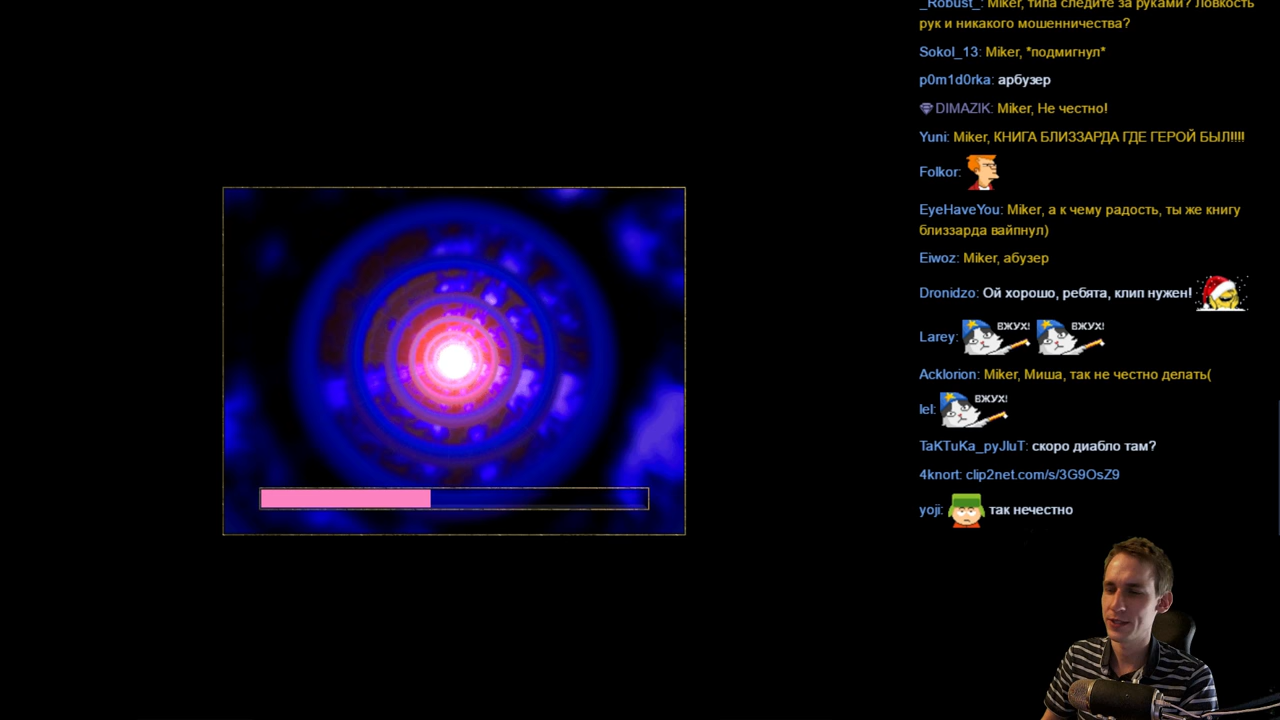 _Robust_: Miker, типа следите за руками? Ловкость
рук и никакого мошенничества?
Sokol_13: Miker, *подмигнул*
p0m1d0rka: арбузер
DIMAZIK: Miker, Не честно!
Yuni: Miker, КНИГА БЛИЗЗАРДА ГДЕ ГЕРОЙ БЫЛ!!!!
Folkor:
EyeHaveYou: Miker, а к чему радость, ты же книгу
близзарда вайпнул)
Eiwoz: Miker, абузер
Dronidzo: Ой хорошо, ребята, клип нужен!
Larey: ВЖУХ! ВЖУХ!
Acklorion: Miker, Миша, так не честно делать(
lel: ВЖУХ!
TaKTuKa_pyJIuT: скоро диабло там?
4knort: clip2net.com/s/3G9OsZ9
yoji: так нечестно